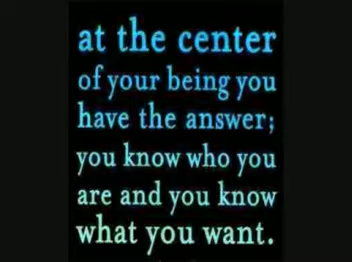 at the center
of your being you
have the answer;
you know who you
are and you know
what you want.